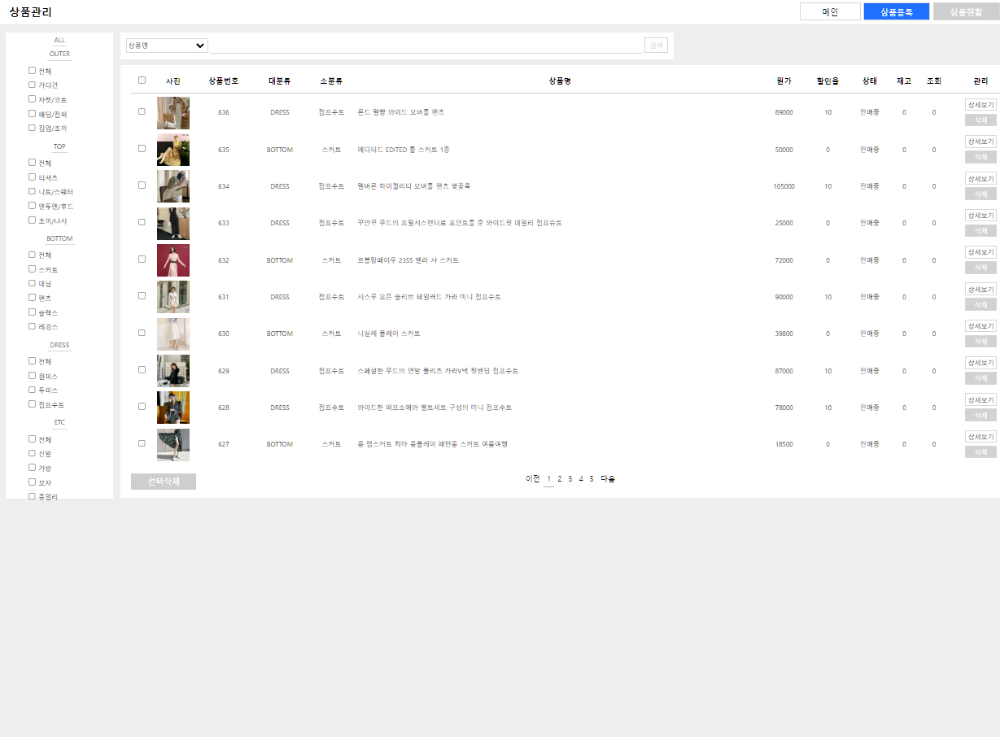 상품관리
메인 상품등록 상품현황
ALL
OUTER
전체
가디건
자켓/코트
패딩/점퍼
집업/조끼
TOP
전체
티셔츠
니트/스웨터
맨투맨/후드
조끼/나시
BOTTOM
전체
스커트
데님
팬츠
슬랙스
레깅스
DRESS
전체
원피스
투피스
점프수트
ETC
전체
신발
가방
모자
쥬얼리
상품명 검색
사진 상품번호 대분류 소분류 상품명 원가 할인율 상태 재고 조회 관리
636 DRESS 점프수트 론드 멜빵 와이드 오버롤 팬츠 89000 10 판매중 0 0 상세보기 삭제
635 BOTTOM 스커트 에디티드 EDITED 롤 스커트 1종 50000 0 판매중 0 0 상세보기 삭제
634 DRESS 점프수트 멜버른 하이퀄리티 오버롤 팬츠 벚꽃룩 105000 10 판매중 0 0 상세보기 삭제
633 DRESS 점프수트 꾸안꾸 무드의 프릴서스펜더로 포인트를 준 와이드핏 데일리 점프슈트 25000 0 판매중 0 0 상세보기 삭제
632 BOTTOM 스커트 르블랑페이우 23SS 벨라 샤 스커트 72000 0 판매중 0 0 상세보기 삭제
631 DRESS 점프수트 시스루 오픈 슬리브 테일러드 카라 미니 점프수트 90000 10 판매중 0 0 상세보기 삭제
630 BOTTOM 스커트 니실레 플레어 스커트 39800 0 판매중 0 0 상세보기 삭제
629 DRESS 점프수트 스페셜한 무드의 언발 플리츠 카라V넥 뒷밴딩 점프수트 87000 10 판매중 0 0 상세보기 삭제
628 DRESS 점프수트 와이드한 퍼프소매와 벨트세트 구성의 미니 점프수트 78000 10 판매중 0 0 상세보기 삭제
627 BOTTOM 스커트 롱 랩스커트 치마 롱플레어 패턴롱 스커트 여름여행 18500 0 판매중 0 0 상세보기 삭제
선택삭제
이전 1 2 3 4 5 다음